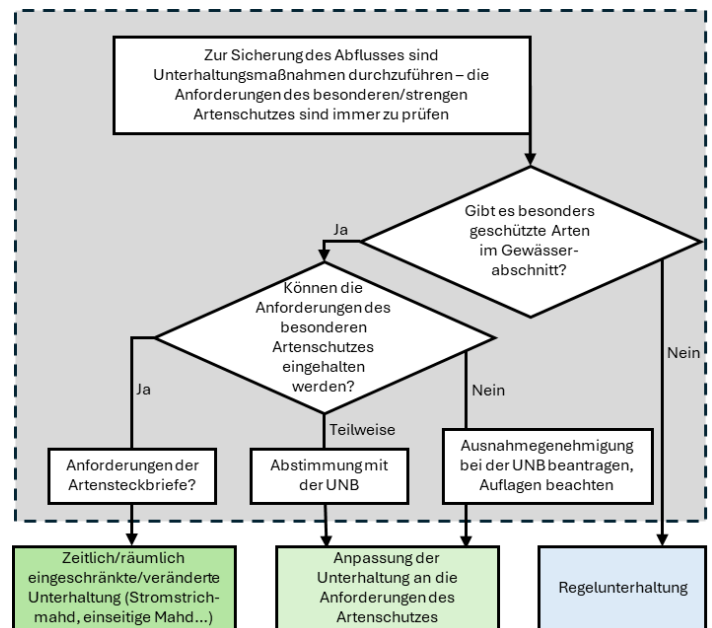 Zur Sicherung des Abflusses sind
Unterhaltungsmaßnahmen durchzuführen – die
Anforderungen des besonderen/strengen
Artenschutzes sind immer zu prüfen
Gibt es besonders
geschützte Arten
im Gewässer-
abschnitt?
Ja
Können die
Anforderungen des
besonderen
Artenschutzes
eingehalten
werden?
Nein
Ja
Nein
Teilweise
Anforderungen der
Artensteckbriefe?
Abstimmung mit
der UNB
Ausnahmegenehmigung
bei der UNB beantragen,
Auflagen beachten
Zeitlich/räumlich
eingeschränkte/veränderte
Unterhaltung (Stromstrich-
mahd, einseitige Mahd...)
Anpassung der
Unterhaltung an die
Anforderungen des
Artenschutzes
Regelunterhaltung